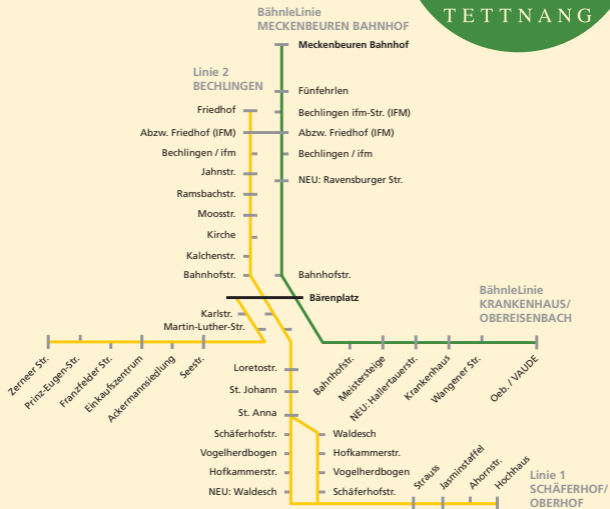 TETTNANG
BähnleLinie
MECKENBEUREN BAHNHOF
Meckenbeuren Bahnhof
Linie 2
BECHLINGEN
Fünfehrlen
Friedhof
Bechlingen ifm-Str. (IFM)
Abzw. Friedhof (IFM)
Abzw. Friedhof (IFM)
Bechlingen / ifm
Bechlingen / ifm
Jahnstr.
NEU: Ravensburger Str.
Ramsbachstr.
Moosstr.
Kirche
Kalchenstr.
Bahnhofstr.
Bahnhofstr.
BähnleLinie
KRANKENHAUS/
OBEREISENBACH
Bärenplatz
Karlstr.
Martin-Luther-Str.
Zerneer Str.
Prinz-Eugen-Str.
Franzfelder Str.
Einkaufszentrum
Ackermannsiedlung
Seestr.
Bahnhofstr.
Meistersteige
NEU: Hallertauerstr.
Krankenhaus
Wangener Str.
Oeb. / VAUDE
Loretostr.
St. Johann
St. Anna
Schäferhofstr.
Waldesch
Vogelherdbogen
Hofkammerstr.
Hofkammerstr.
Vogelherdbogen
NEU: Waldesch
Schäferhofstr.
Strauss
Jasminstaffel
Ahornstr.
Hochhaus
Linie 1
SCHÄFERHOF/
OBERHOF